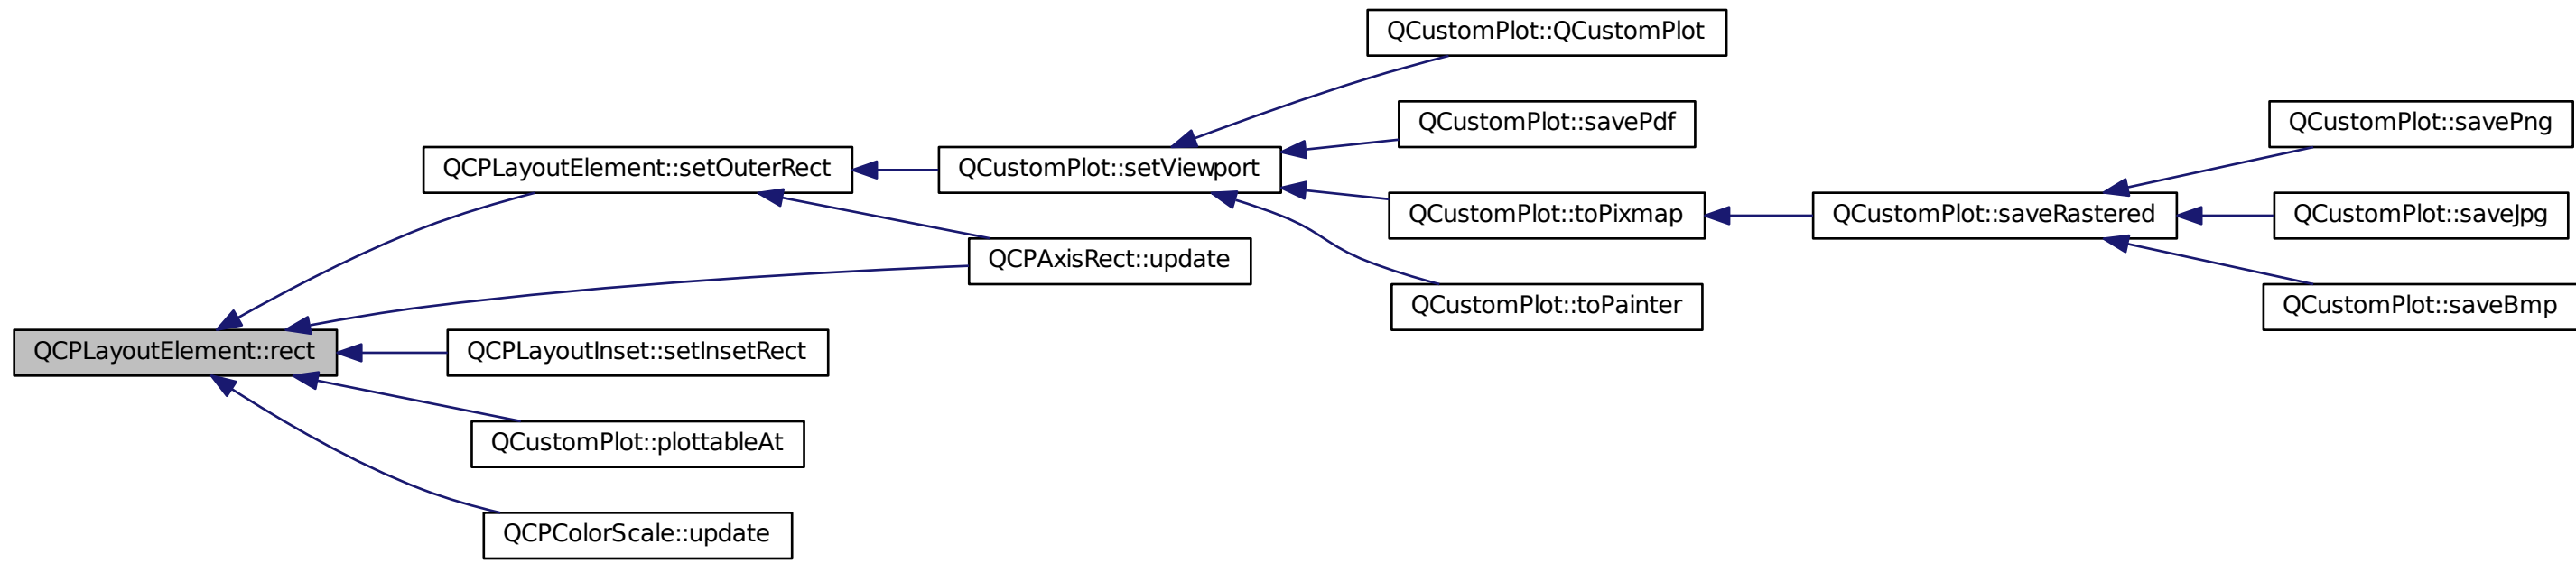 QCustomPlot::QCustomPlot
QCustomPlot::savePdf
QCustomPlot::savePng
QCPLayoutElement::setOuterRect
QCustomPlot::setViewport
QCustomPlot::toPixmap
QCustomPlot::saveRastered
QCustomPlot::saveJpg
QCPAxisRect::update
QCustomPlot::toPainter
QCustomPlot::saveBmp
QCPLayoutElement::rect
QCPLayoutInset::setInsetRect
QCustomPlot::plottableAt
QCPColorScale::update